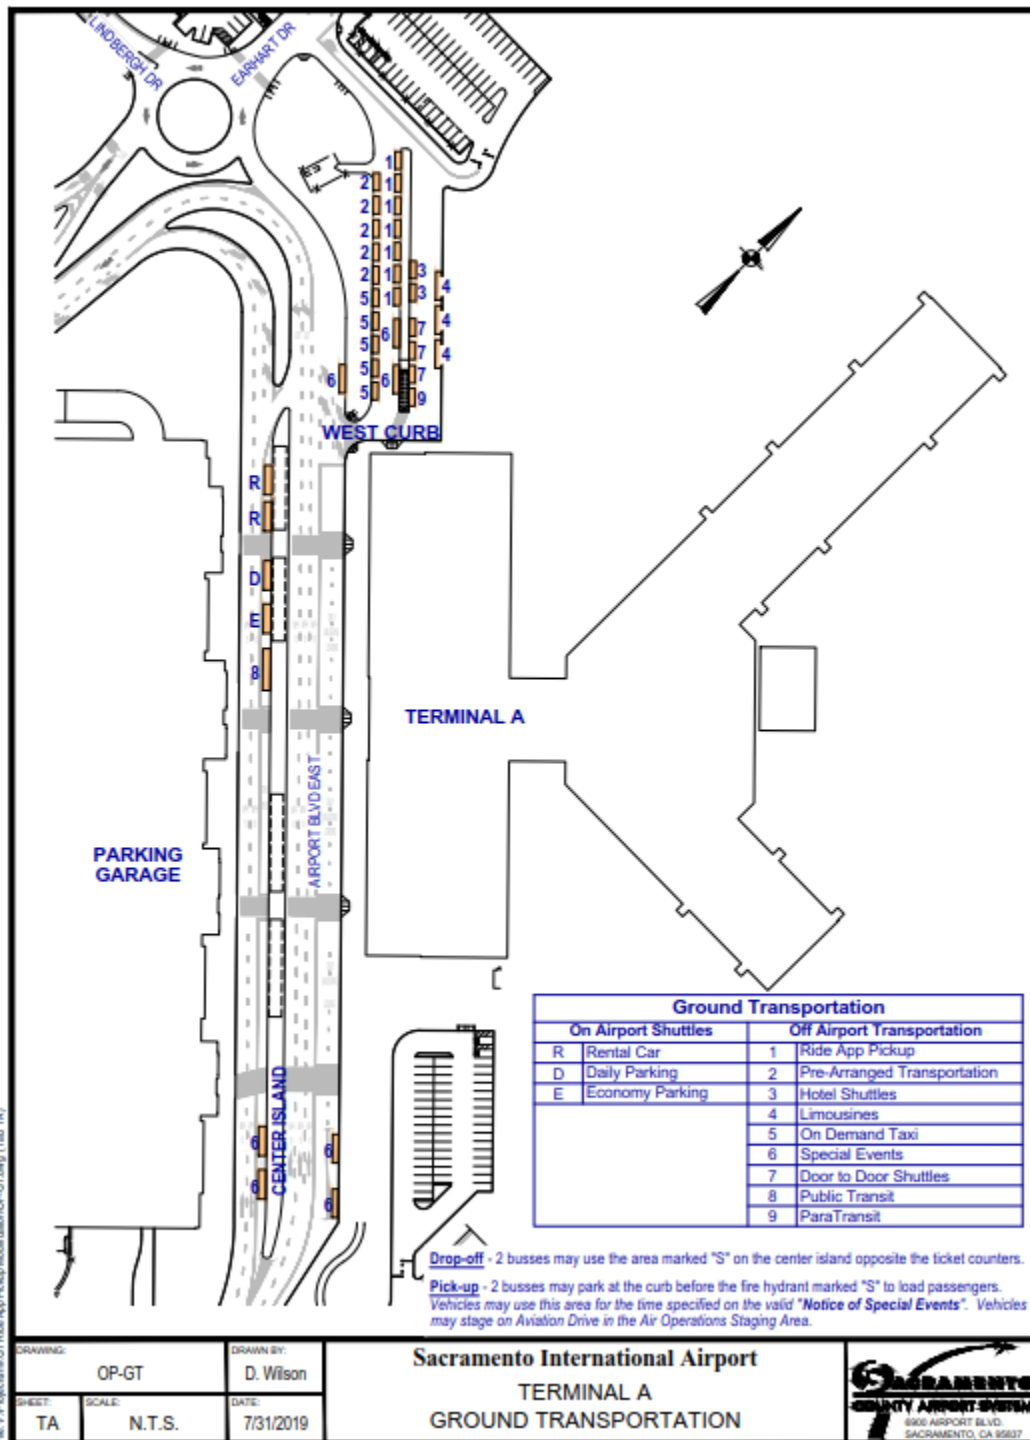 LINDBERGH DR
EARHART DR
1
2 1
2 1
2 1
2 1
2 1 3
5 1 3 4
5 6 7 4
5 7 4
5 7
6 5 6 9
WEST CURB
R
R
D
E
8
TERMINAL A
AIRPORT BLVD EAST
PARKING
GARAGE
CENTER ISLAND
6 6
6 6
Ground Transportation
On Airport Shuttles Off Airport Transportation
R Rental Car 1 Ride App Pickup
D Daily Parking 2 Pre-Arranged Transportation
E Economy Parking 3 Hotel Shuttles
4 Limousines
5 On Demand Taxi
6 Special Events
7 Door to Door Shuttles
8 Public Transit
9 ParaTransit
Drop-off - 2 busses may use the area marked "S" on the center island opposite the ticket counters.
Pick-up - 2 busses may park at the curb before the fire hydrant marked "S" to load passengers.
Vehicles may use this area for the time specified on the valid "Notice of Special Events". Vehicles
may stage on Aviation Drive in the Air Operations Staging Area.
DRAWING: OP-GT
DRAWN BY: D. Wilson
SHEET: TA
SCALE: N.T.S.
DATE: 7/31/2019
Sacramento International Airport
TERMINAL A
GROUND TRANSPORTATION
SACRAMENTO
COUNTY AIRPORT SYSTEM
6900 AIRPORT BLVD.
SACRAMENTO, CA 95837